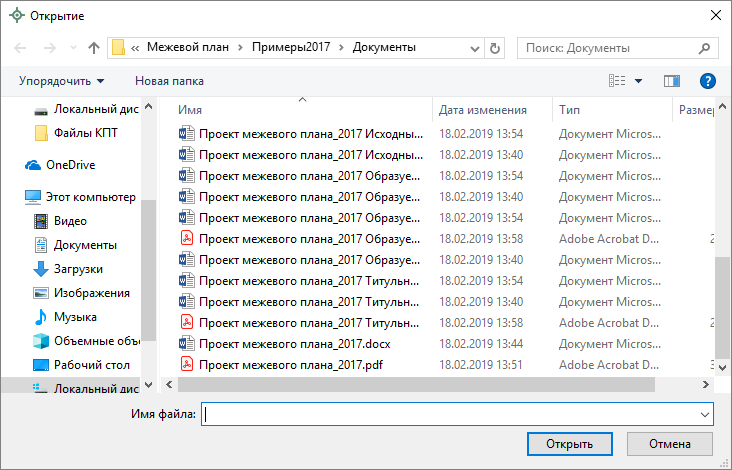 Открытие
« Межевой план › Примеры2017 › Документы
Поиск: Документы
Упорядочить
Новая папка
Имя Дата изменения Тип Размер
Локальный дис
Файлы КПТ
OneDrive
Этот компьютер
Видео
Документы
Загрузки
Изображения
Музыка
Объемные объе
Рабочий стол
Локальный дис
Проект межевого плана_2017 Исходны... 18.02.2019 13:54 Документ Micros...
Проект межевого плана_2017 Исходны... 18.02.2019 13:40 Документ Micros...
Проект межевого плана_2017 Образуе... 18.02.2019 13:54 Документ Micros...
Проект межевого плана_2017 Образуе... 18.02.2019 13:40 Документ Micros...
Проект межевого плана_2017 Образуе... 18.02.2019 13:54 Документ Micros...
Проект межевого плана_2017 Образуе... 18.02.2019 13:58 Adobe Acrobat D... 2
Проект межевого плана_2017 Образуе... 18.02.2019 13:40 Документ Micros...
Проект межевого плана_2017 Титульн... 18.02.2019 13:54 Документ Micros...
Проект межевого плана_2017 Титульн... 18.02.2019 13:40 Документ Micros...
Проект межевого плана_2017 Титульн... 18.02.2019 13:58 Adobe Acrobat D... 2
Проект межевого плана_2017.docx 18.02.2019 13:44 Документ Micros...
Проект межевого плана_2017.pdf 18.02.2019 13:51 Adobe Acrobat D... 3
Имя файла:
Открыть
Отмена